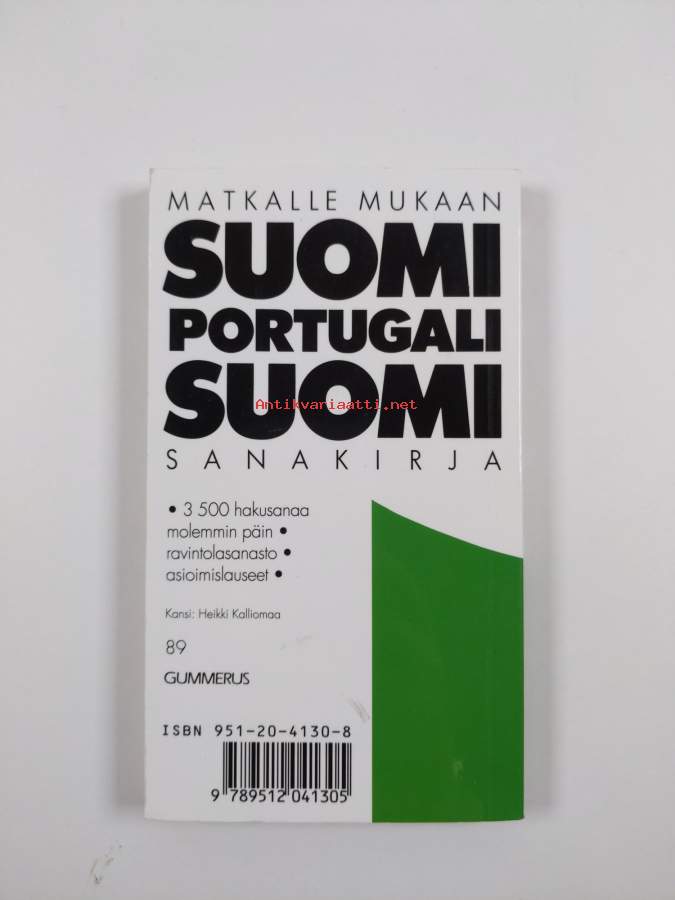 MATKALLE MUKAAN
SUOMI
PORTUGALI
SUOMI
Antikvariaatti.net
SANAKIRJA
• 3 500 hakusanaa
molemmin päin •
ravintolasanasto •
asioimislauseet •
Kansi: Heikki Kalliomaa
89
GUMMERUS
ISBN 951-20-4130-8
9 789512 041305